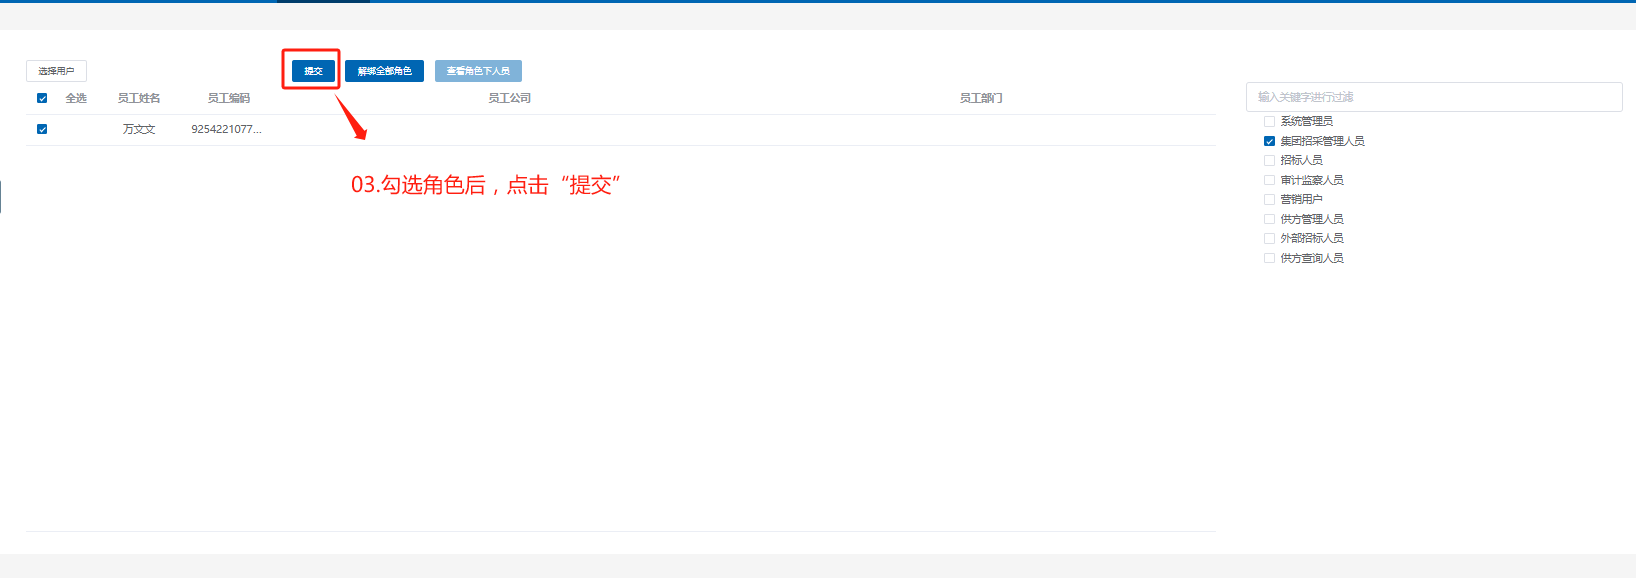 选择用户 提交 解绑全部角色 查看角色下人员
全选 员工姓名 员工编码 员工公司 员工部门
万文文 9254221077...
03.勾选角色后，点击“提交”
输入关键字进行过滤
系统管理员
集团招采管理人员
招标人员
审计监察人员
营销用户
供方管理人员
外部招标人员
供方查询人员